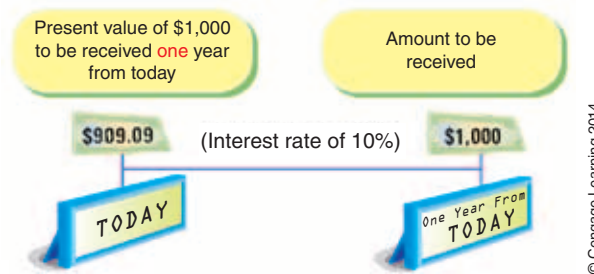 Present value of $1,000
to be received one year
from today
Amount to be
received
$909.09
(Interest rate of 10%)
$1,000
TODAY
One Year From
TODAY
© Cengage Learning 2014